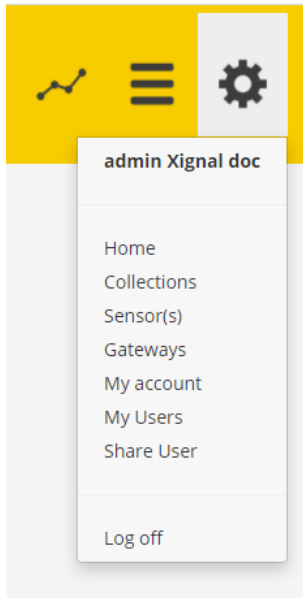 admin Xignal doc
Home
Collections
Sensor(s)
Gateways
My account
My Users
Share User
Log off